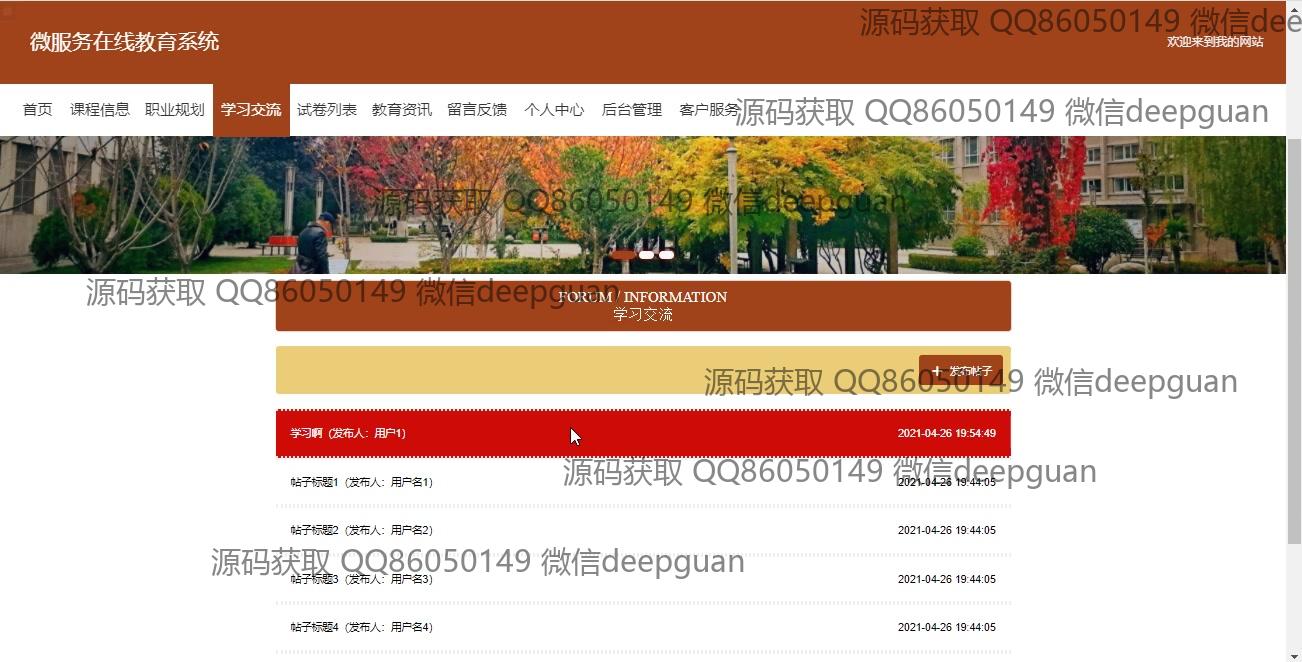 源码获取 QQ86050149 微信dee
微服务在线教育系统
欢迎来到我的网站
首页 课程信息 职业规划 学习交流 试卷列表 教育资讯 留言反馈 个人中心 后台管理 客户服务
源码获取 QQ86050149 微信deepguan
源码获取 QQ86050149 微信deepguan
源码获取 QQ86050149 微信deepguan
FORUM / INFORMATION
学习交流
+ 发布帖子
源码获取 QQ86050149 微信deepguan
学习啊（发布人：用户1） 2021-04-26 19:54:49
源码获取 QQ86050149 微信deepguan
帖子标题1（发布人：用户名1） 2021-04-26 19:44:05
帖子标题2（发布人：用户名2） 2021-04-26 19:44:05
源码获取 QQ86050149 微信deepguan
帖子标题3（发布人：用户名3） 2021-04-26 19:44:05
帖子标题4（发布人：用户名4） 2021-04-26 19:44:05